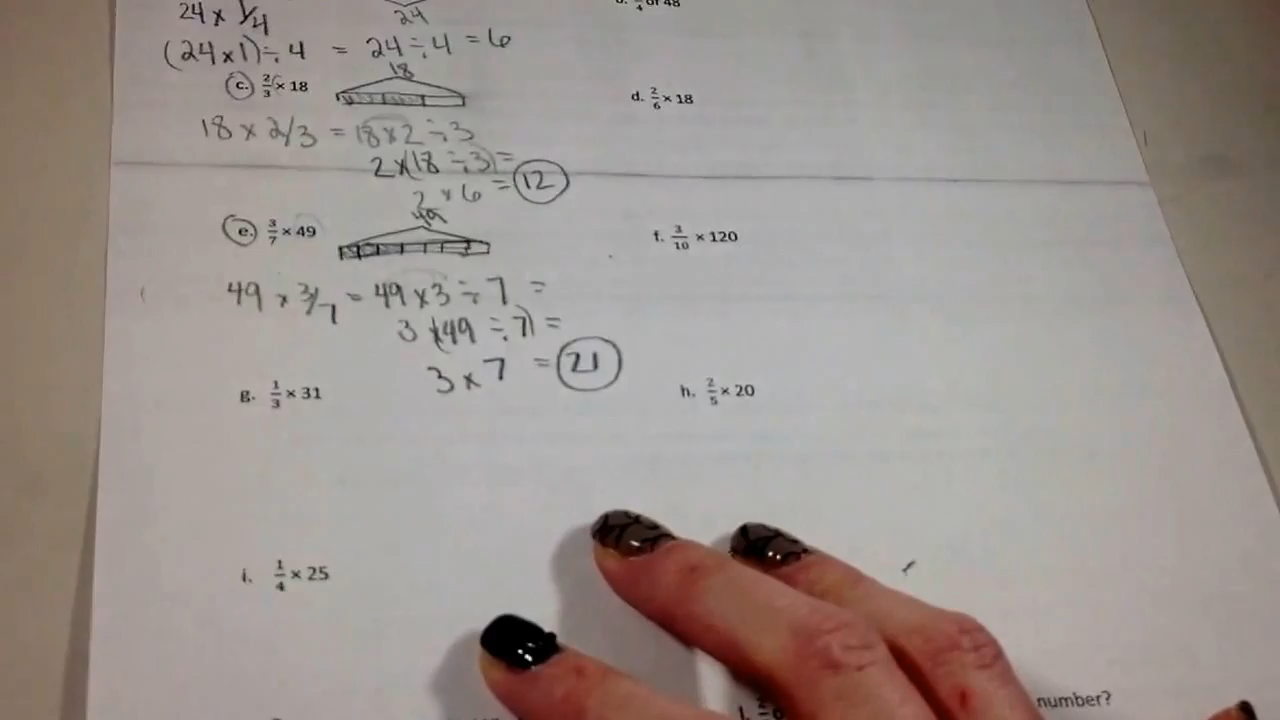 24 x 1/4
24
of 48
(24 x 1) ÷ 4 = 24 ÷ 4 = 6
c. 2/3 x 18
18
d. 2/6 x 18
18 x 2/3 = 18 x 2 ÷ 3
2 x (18 ÷ 3) =
2 x 6 = 12
e. 3/7 x 49
49
f. 3/10 x 120
49 x 3/7 = 49 x 3 ÷ 7 =
3 (49 ÷ 7) =
3 x 7 = 21
g. 1/3 x 31
h. 2/5 x 20
i. 1/4 x 25
number?